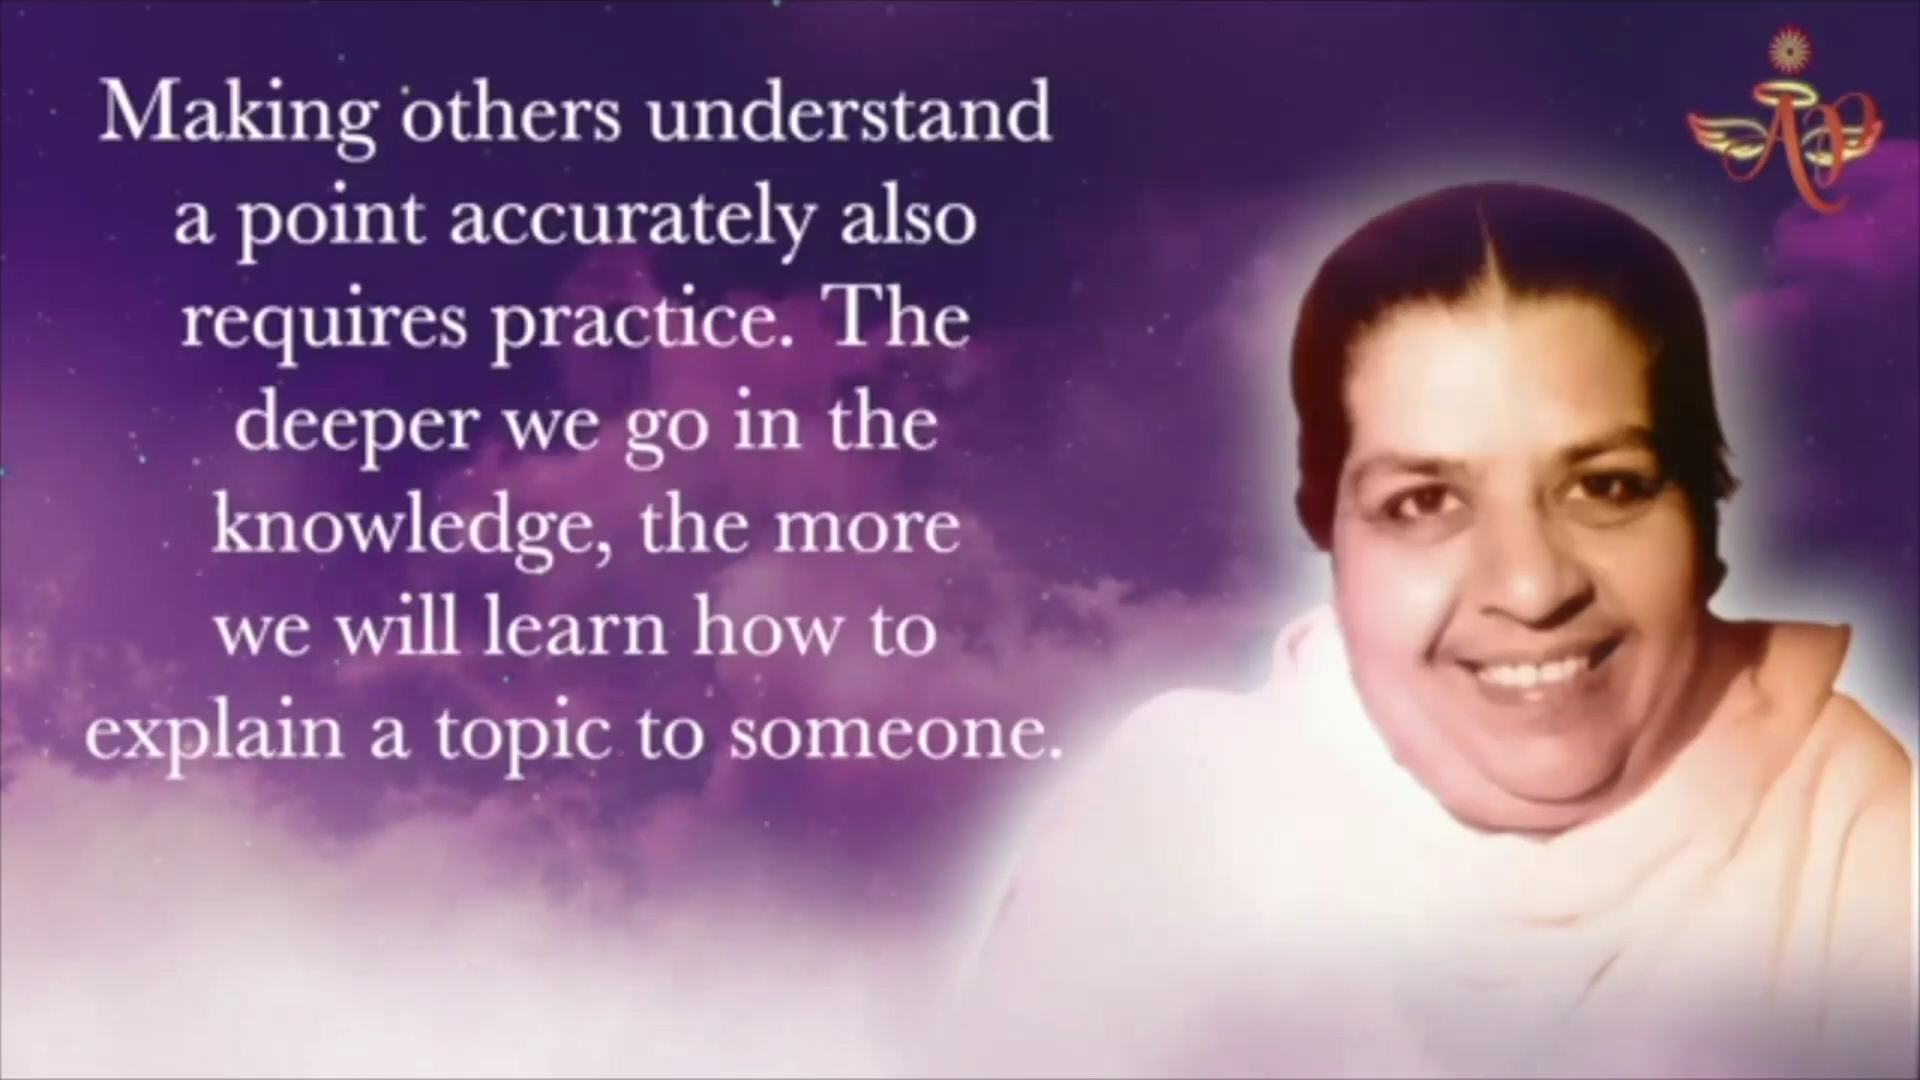 Making others understand
a point accurately also
requires practice. The
deeper we go in the
knowledge, the more
we will learn how to
explain a topic to someone.